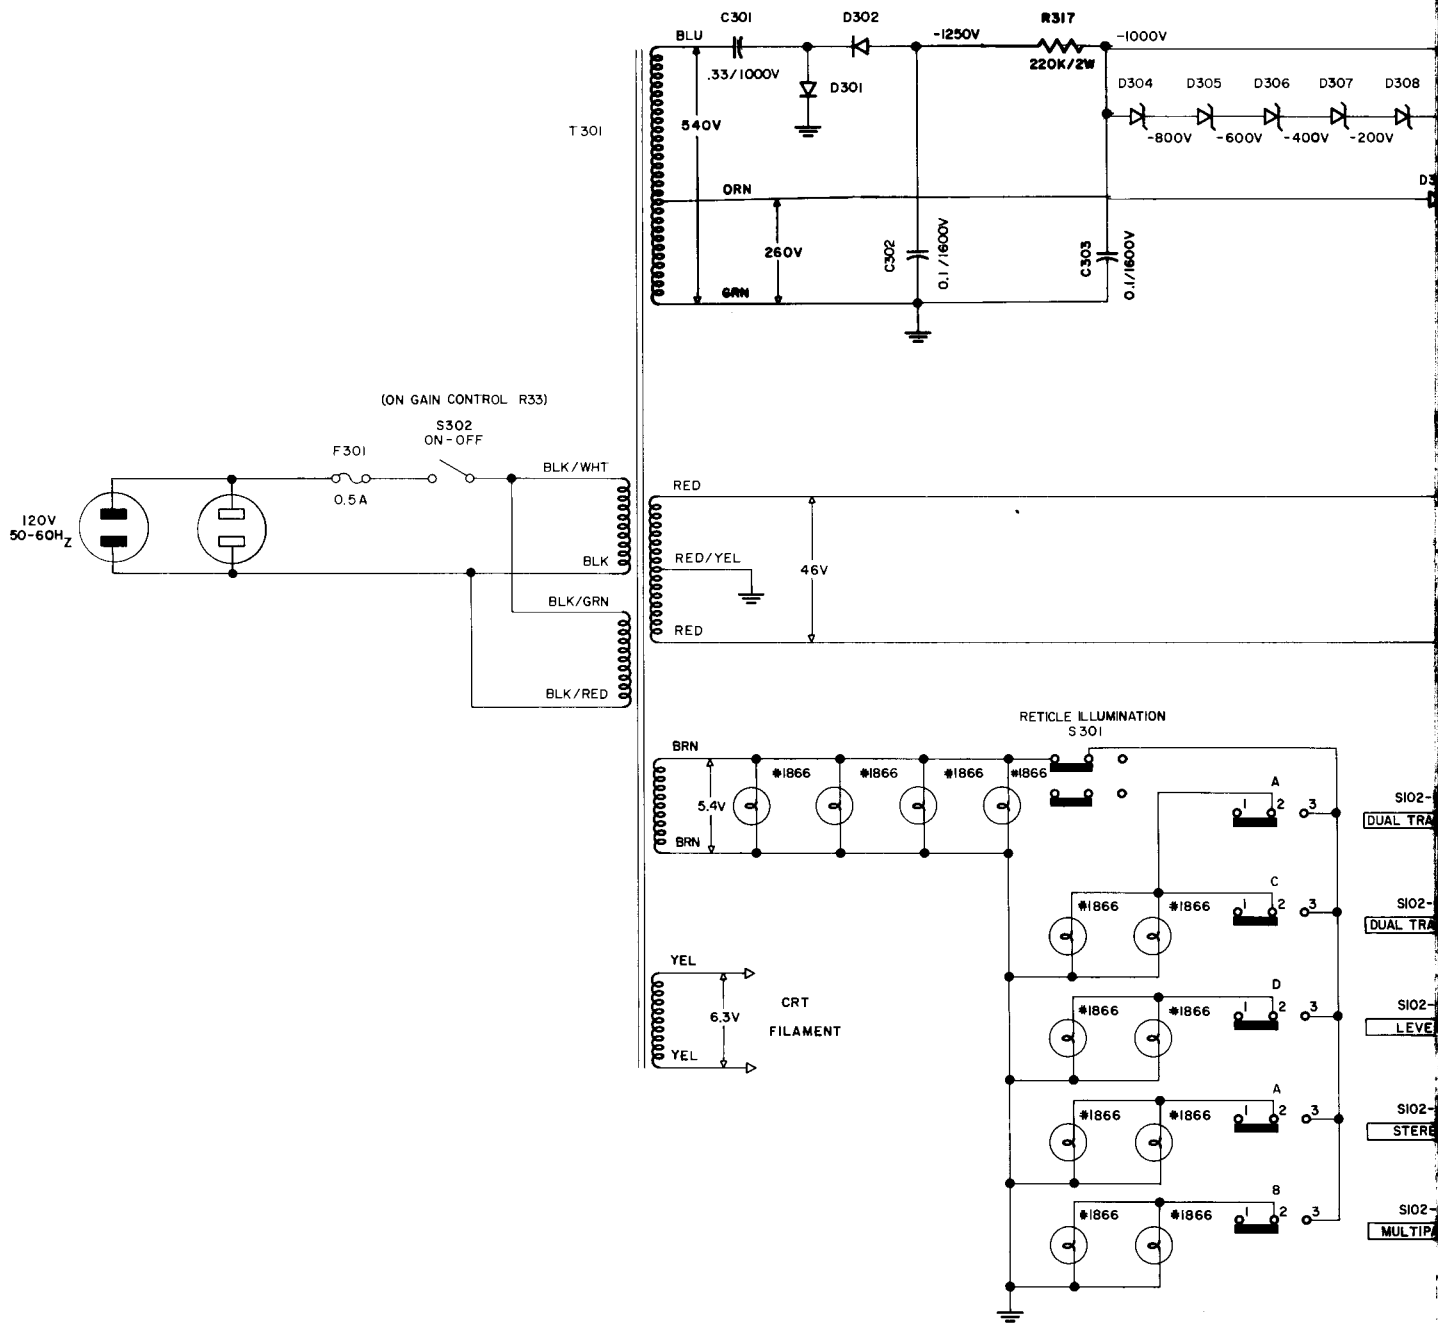 C301
D302
R317
BLU
-1250V
-1000V
.33/1000V
D301
220K/2W
D304 D305 D306 D307 D308
-800V -600V -400V -200V
T301
540V
ORN
D3
260V
C302
0.1/1600V
C303
0.1/1600V
GRN
(ON GAIN CONTROL R33)
S302
ON-OFF
F301
0.5A
BLK/WHT
RED
120V
50-60Hz
BLK
RED/YEL
46V
BLK/GRN
RED
BLK/RED
RETICLE ILLUMINATION
S301
BRN
#1866 #1866 #1866 #1866
5.4V
BRN
A
1 2 3
S102-
DUAL TRA
C
#1866 #1866
1 2 3
S102-
DUAL TRA
YEL
6.3V
CRT
FILAMENT
YEL
D
#1866 #1866
1 2 3
S102-
LEVE
A
#1866 #1866
1 2 3
S102-
STERE
B
#1866 #1866
1 2 3
S102-
MULTIPA